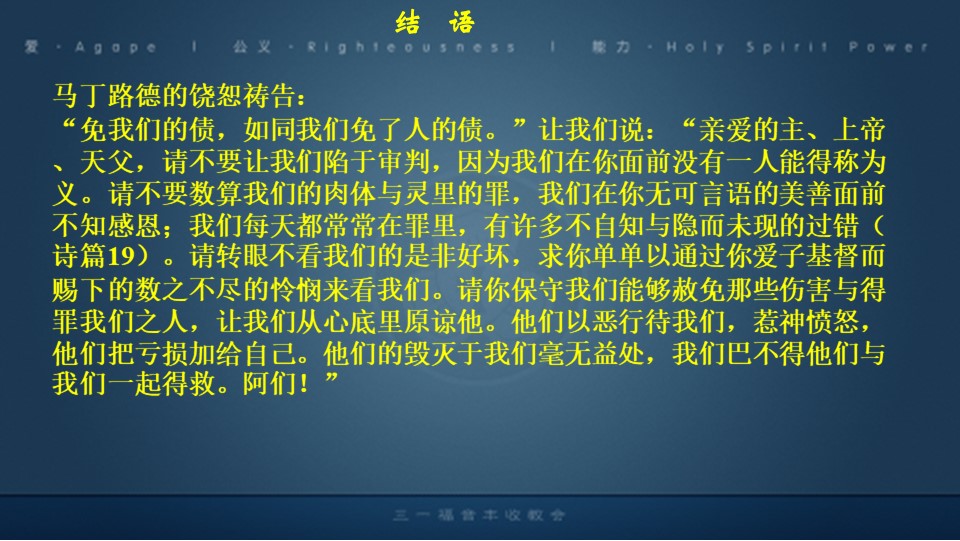 结 语
爱·Agape | 公义·Righteousness | 能力·Holy Spirit Power
马丁路德的饶恕祷告：
“免我们的债，如同我们免了人的债。”让我们说：“亲爱的主、上帝
、天父，请不要让我们陷于审判，因为我们在你面前没有一人能得称为
义。请不要数算我们的肉体与灵里的罪，我们在你无可言语的美善面前
不知感恩；我们每天都常常在罪里，有许多不自知与隐而未现的过错（
诗篇19）。请转眼不看我们的是非好坏，求你单单以通过你爱子基督而
赐下的数之不尽的怜悯来看我们。请你保守我们能够赦免那些伤害与得
罪我们之人，让我们从心底里原谅他。他们以恶行待我们，惹神愤怒，
他们把亏损加给自己。他们的毁灭于我们毫无益处，我们巴不得他们与
我们一起得救。阿们！”
三一福音丰收教会